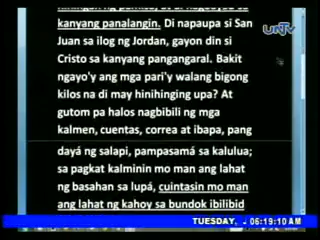 kanyang panalangin. Di napaupa si San
Juan sa ilog ng Jordan, gayon din si
Cristo sa kanyang pangangaral. Bakit
ngayo'y ang mga pari'y walang bigong
kilos na di may hinihinging upa? At
gutom pa halos nagbibili ng mga
kalmen, cuentas, correa at ibapa, pang
dayá ng salapi, pampasamá sa kalulua;
sa pagkat kalminin mo man ang lahat
ng basahan sa lupá, cuintasin mo man
ang lahat ng kahoy sa bundok ibilibid
UNTV
TUESDAY, 06:19:10 AM